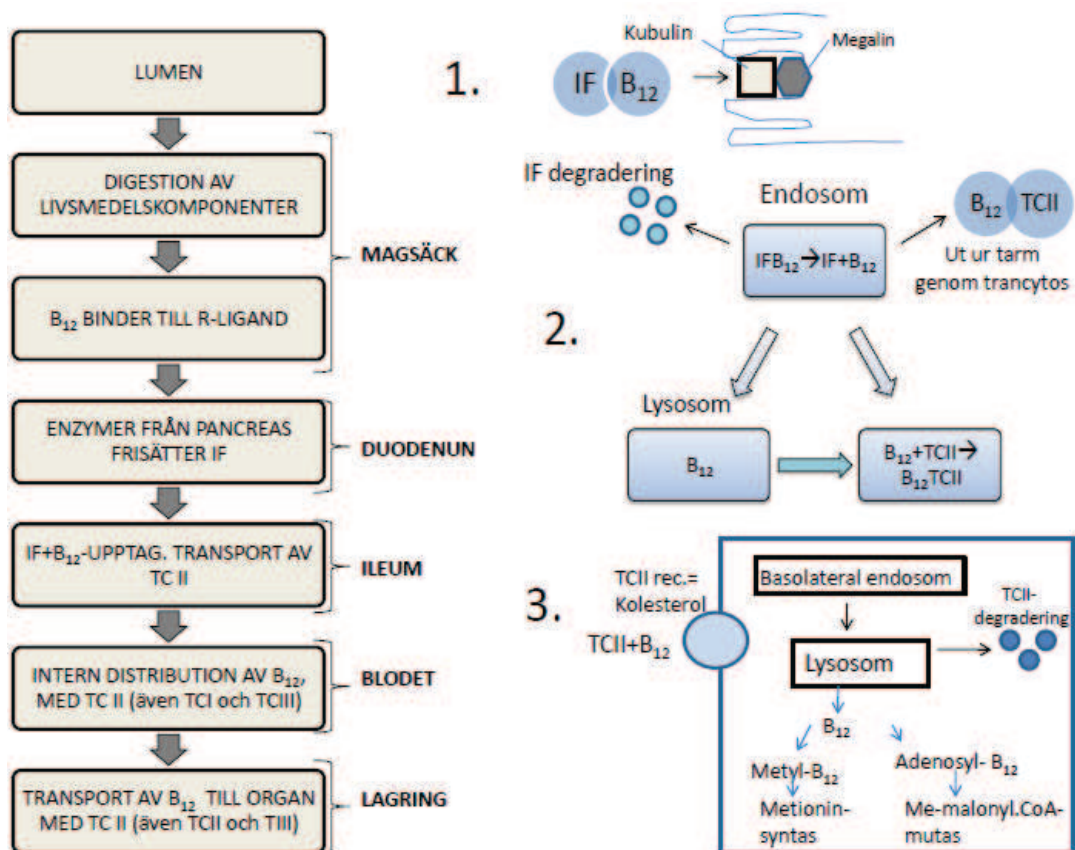 LUMEN
DIGESTION AV
LIVSMEDELSKOMPONENTER
B₁₂ BINDER TILL R-LIGAND
MAGSÄCK
ENZYMER FRÅN PANCREAS
FRISÄTTER IF
DUODENUN
IF+B₁₂-UPPTAG. TRANSPORT AV
TC II
ILEUM
INTERN DISTRIBUTION AV B₁₂,
MED TC II (även TCI och TCIII)
BLODET
TRANSPORT AV B₁₂ TILL ORGAN
MED TC II (även TCII och TIII)
LAGRING
1.
Kubulin
Megalin
IF
B₁₂
2.
IF degradering
Endosom
IFB₁₂→IF+B₁₂
B₁₂
TCII
Ut ur tarm
genom trancytos
Lysosom
B₁₂
B₁₂+TCII→
B₁₂TCII
3.
TCII rec.=
Kolesterol
TCII+B₁₂
Basolateral endosom
Lysosom
TCII-
degradering
B₁₂
Metyl-B₁₂
Adenosyl- B₁₂
Metionin-
syntas
Me-malonyl.CoA-
mutas